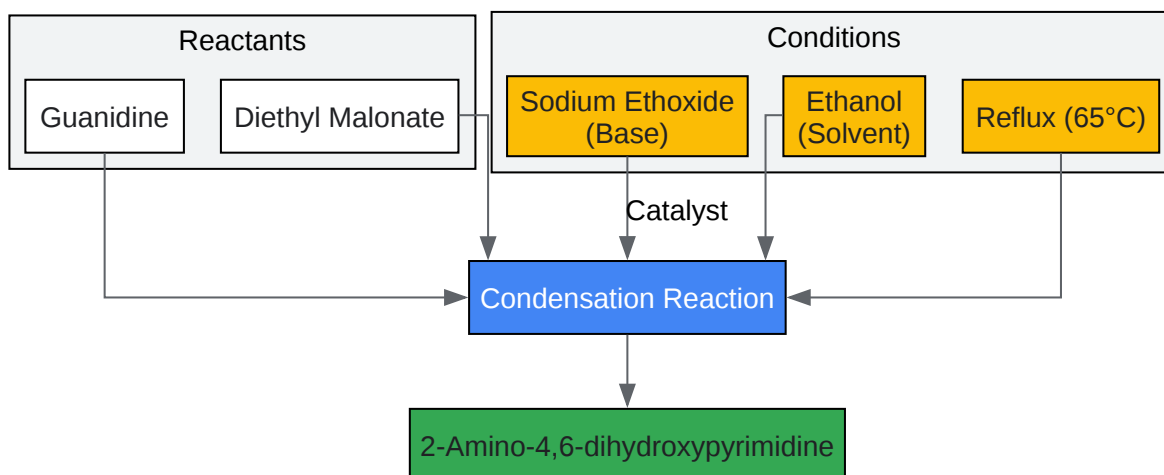 Reactants
Conditions
Guanidine
Diethyl Malonate
Sodium Ethoxide
(Base)
Ethanol
(Solvent)
Reflux (65°C)
Catalyst
Condensation Reaction
2-Amino-4,6-dihydroxypyrimidine